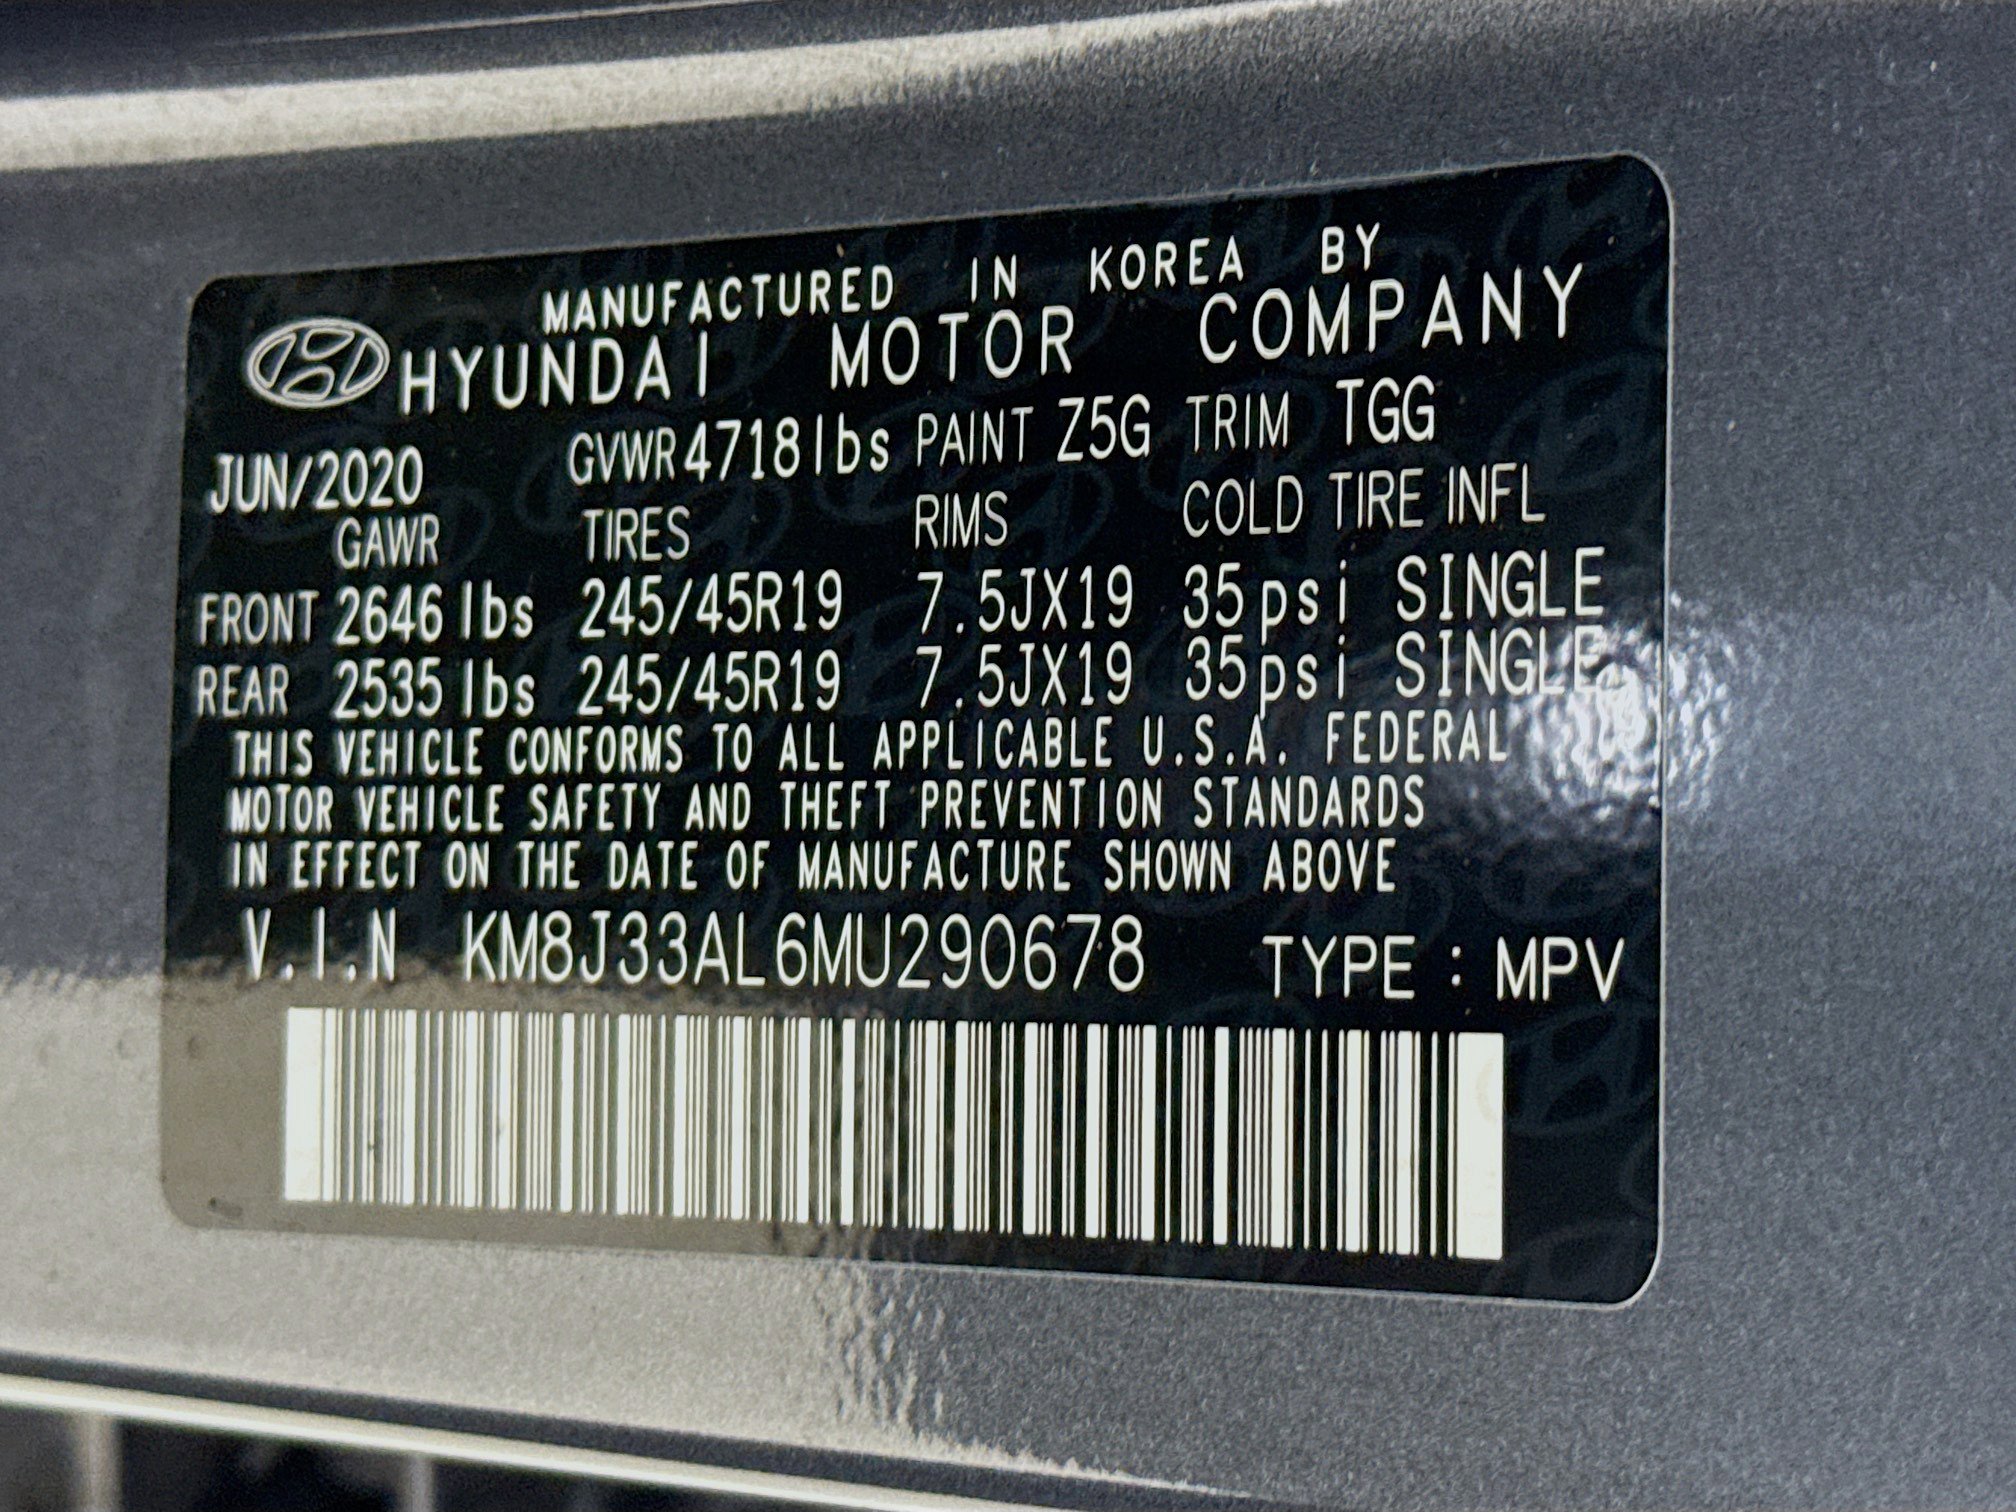 MANUFACTURED IN KOREA BY
HYUNDAI MOTOR COMPANY
JUN/2020 GVWR 4718lbs PAINT Z5G TRIM TGG
GAWR TIRES RIMS COLD TIRE INFL
FRONT 2646 lbs 245/45R19 7.5JX19 35psi SINGLE
REAR 2535 lbs 245/45R19 7.5JX19 35psi SINGLE
THIS VEHICLE CONFORMS TO ALL APPLICABLE U.S.A. FEDERAL
MOTOR VEHICLE SAFETY AND THEFT PREVENTION STANDARDS
IN EFFECT ON THE DATE OF MANUFACTURE SHOWN ABOVE
V.I.N KM8J33AL6MU290678 TYPE : MPV